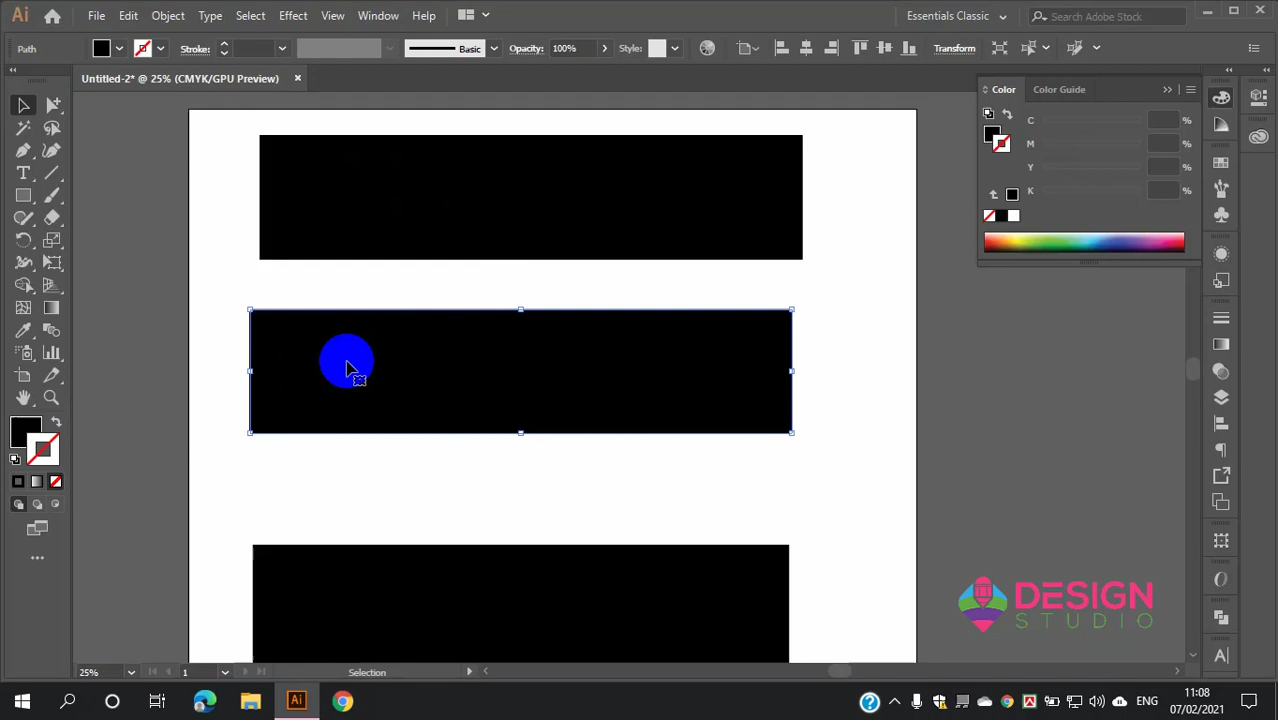 Ai File Edit Object Type Select Effect View Window Help Essentials Classic Search Adobe Stock
Path Stroke: Basic Opacity: 100% Style: Transform
Untitled-2* @ 25% (CMYK/GPU Preview)
Color Color Guide
C %
M %
Y %
K %
DESIGN
STUDIO
25% 1 Selection
Ai ENG 11:08
07/02/2021